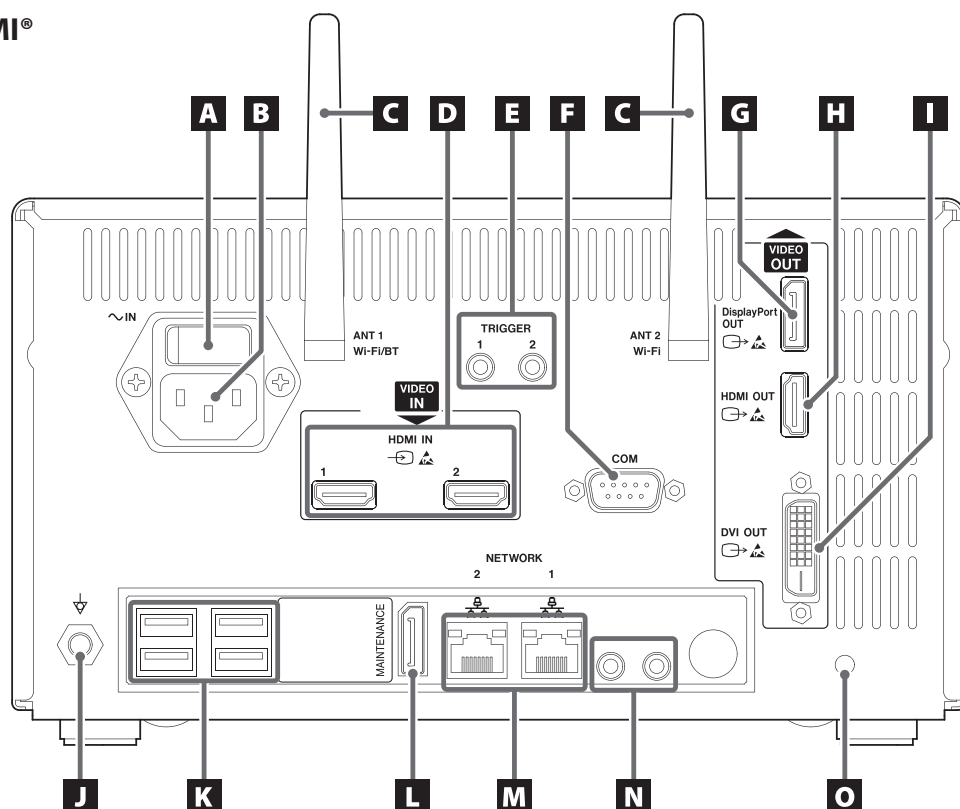 MI®
A B C D E F C G H I
VIDEO
OUT
IN
ANT 1
Wi-Fi/BT
TRIGGER
1 2
ANT 2
Wi-Fi
DisplayPort
OUT
VIDEO
IN
HDMI IN
1 2
COM
HDMI OUT
DVI OUT
NETWORK
2 1
MAINTENANCE
J K L M N O